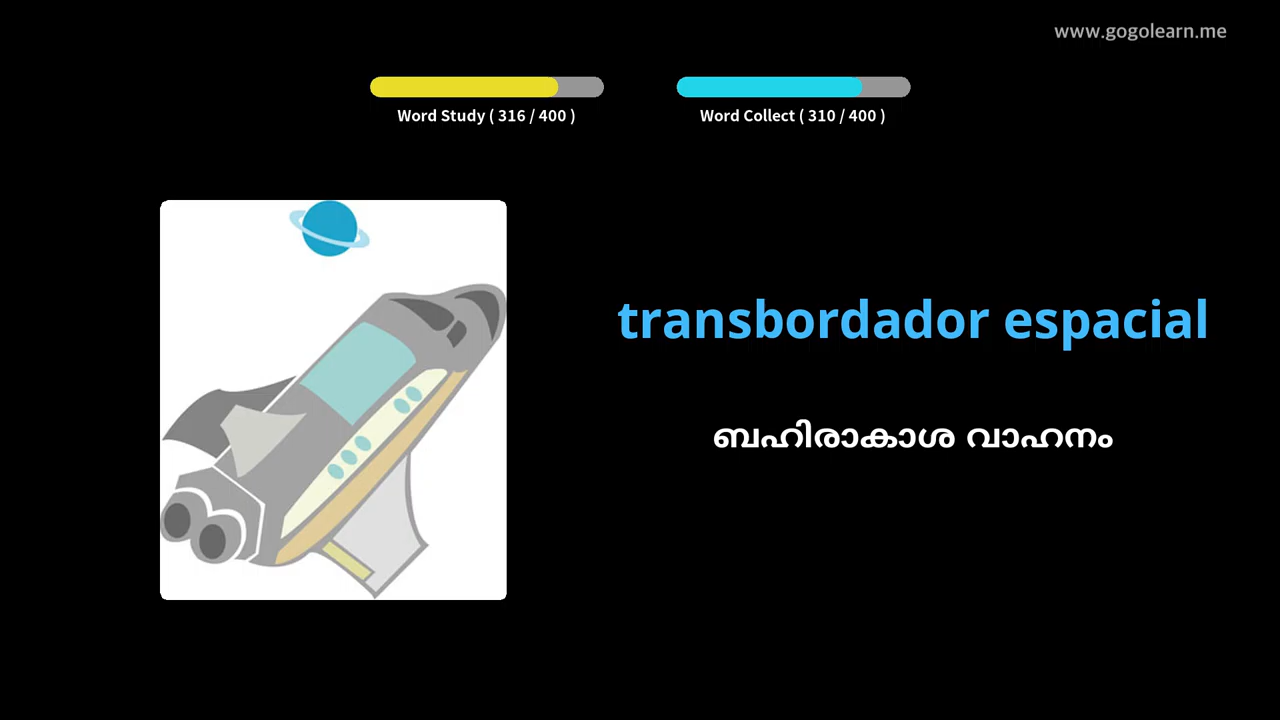 www.gogolearn.me
Word Study ( 316 / 400 )
Word Collect ( 310 / 400 )
transbordador espacial
ബഹിരാകാശ വാഹനം